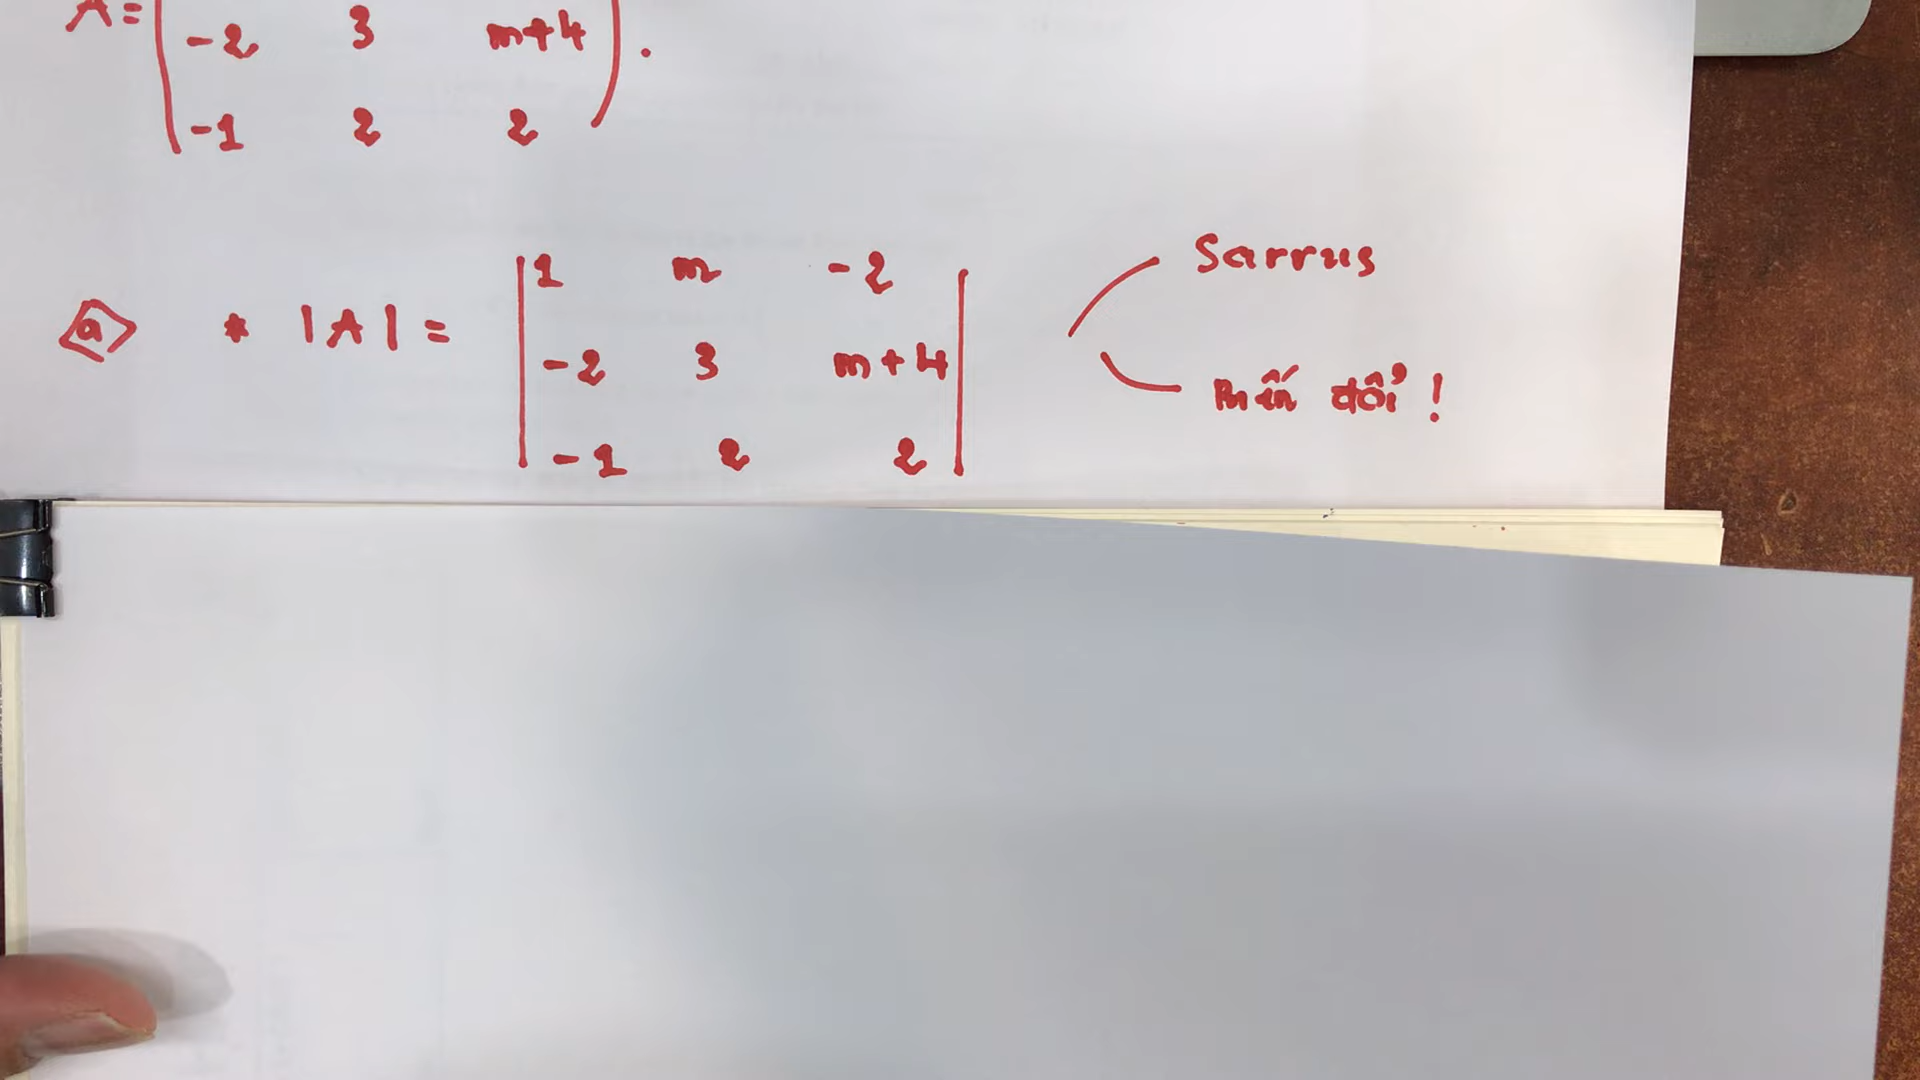 A=
-2 3 m+4
-1 2 2 .
1 m -2
a * |A| = -2 3 m+4
-1 2 2
Sarrus
Biến đổi !